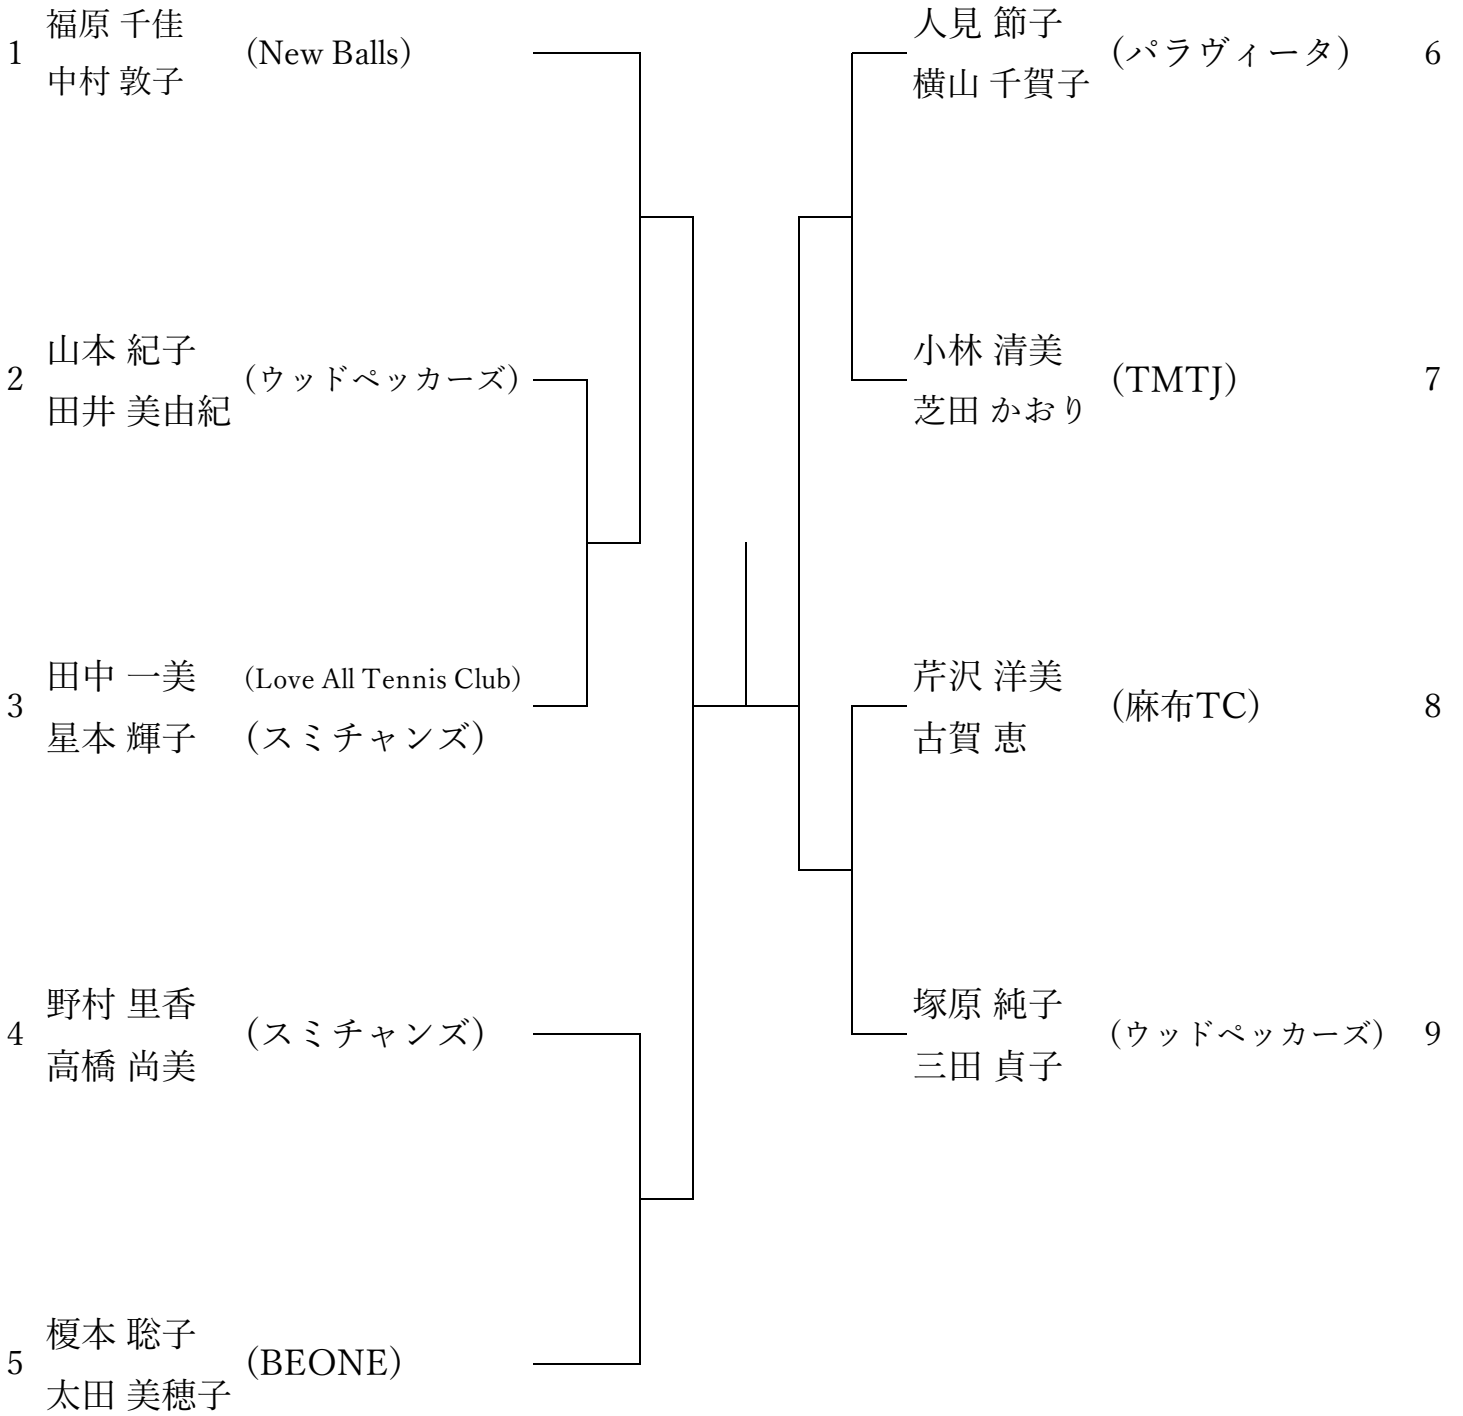 1 福原 千佳 (New Balls)
中村 敦子
2 山本 紀子 (ウッドペッカーズ)
田井 美由紀
3 田中 一美 (Love All Tennis Club)
星本 輝子 (スミチャンズ)
4 野村 里香 (スミチャンズ)
高橋 尚美
5 榎本 聡子 (BEONE)
太田 美穂子
人見 節子 (パラヴィータ) 6
横山 千賀子
小林 清美 (TMTJ) 7
芝田 かおり
芹沢 洋美 (麻布TC) 8
古賀 恵
塚原 純子 (ウッドペッカーズ) 9
三田 貞子